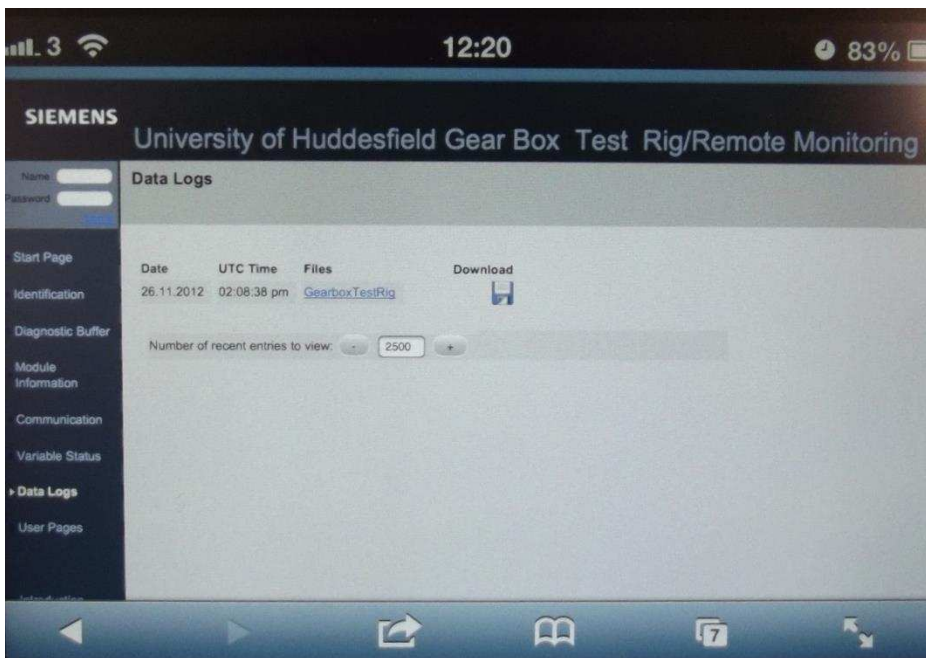 3 12:20 83%
SIEMENS
University of Huddesfield Gear Box Test Rig/Remote Monitoring
Name
Password
Data Logs
Start Page
Identification
Diagnostic Buffer
Module
Information
Communication
Variable Status
Data Logs
User Pages
Introduction
Date UTC Time Files Download
26.11.2012 02:08:38 pm GearboxTestRig
Number of recent entries to view: - 2500 +
7